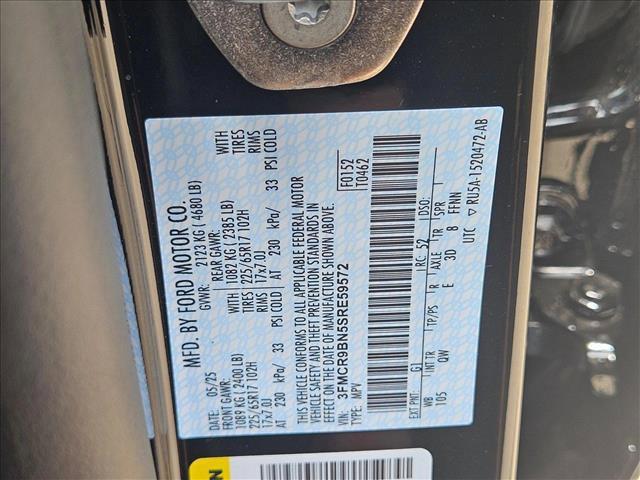 MFD. BY FORD MOTOR CO.
DATE: 05/25 GVWR: 2123 KG ( 4680 LB)
FRONT GAWR: REAR GAWR:
1089 KG ( 2400 LB) 1082 KG ( 2385 LB) WITH
225/65R17 102H 225/65R17 102H TIRES
17x7.0J 17x7.0J RIMS
AT 230 kPa/ 33 PSI COLD AT 230 kPa/ 33 PSI COLD
WITH
TIRES
RIMS
THIS VEHICLE CONFORMS TO ALL APPLICABLE FEDERAL MOTOR
VEHICLE SAFETY AND THEFT PREVENTION STANDARDS IN
EFFECT ON THE DATE OF MANUFACTURE SHOWN ABOVE.
VIN: 3FMCR9BN5SRE59572
TYPE: MPV
F0152
T0462
EXT PNT: G1 RC: 52 DSO:
WB INT TR TP/PS R AXLE TR SPR
105 QW E 3D 8 FFNN
UTC ▽ RU5A-1520472-AB
N